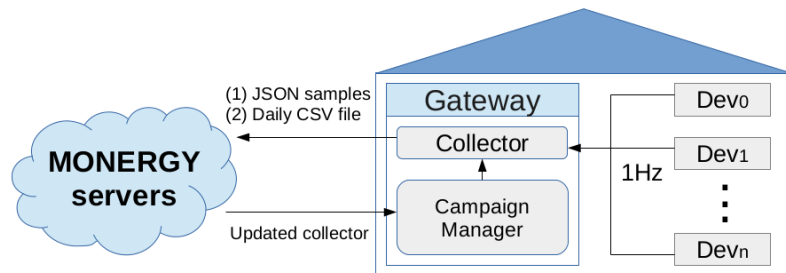 (1) JSON samples
(2) Daily CSV file
MONERGY
servers
Updated collector
Gateway
Collector
Campaign
Manager
1Hz
Dev0
Dev1
Devn